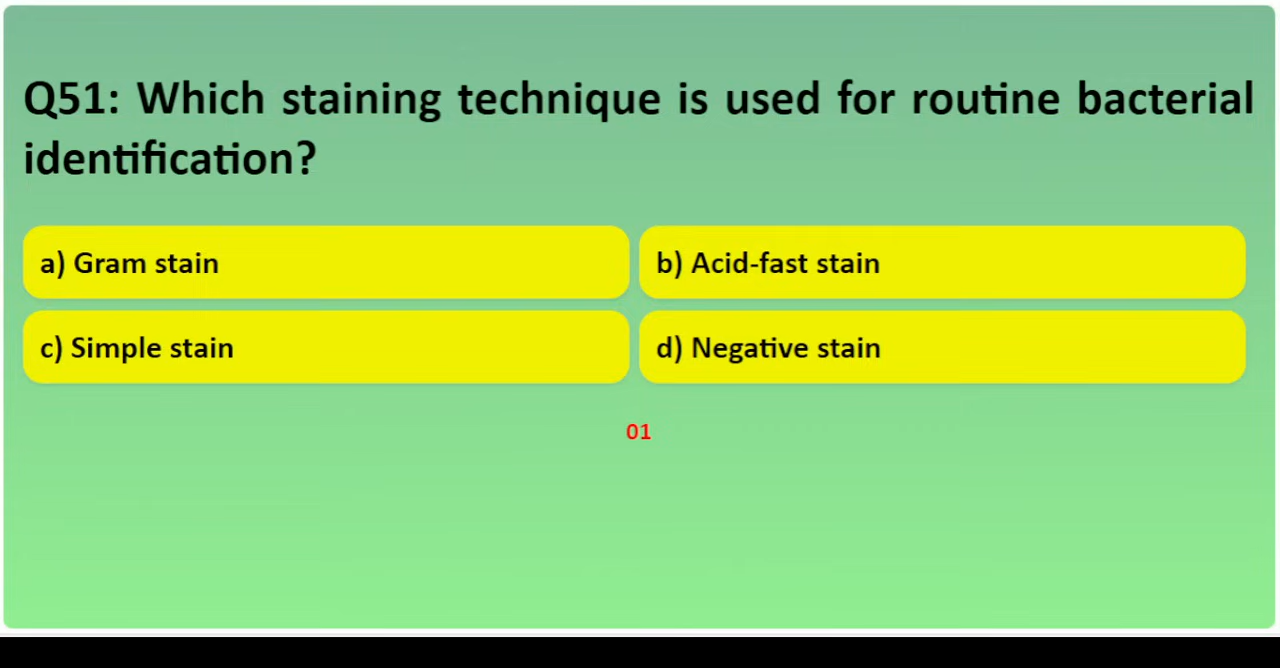 Q51: Which staining technique is used for routine bacterial
identification?
a) Gram stain
b) Acid-fast stain
c) Simple stain
d) Negative stain
01